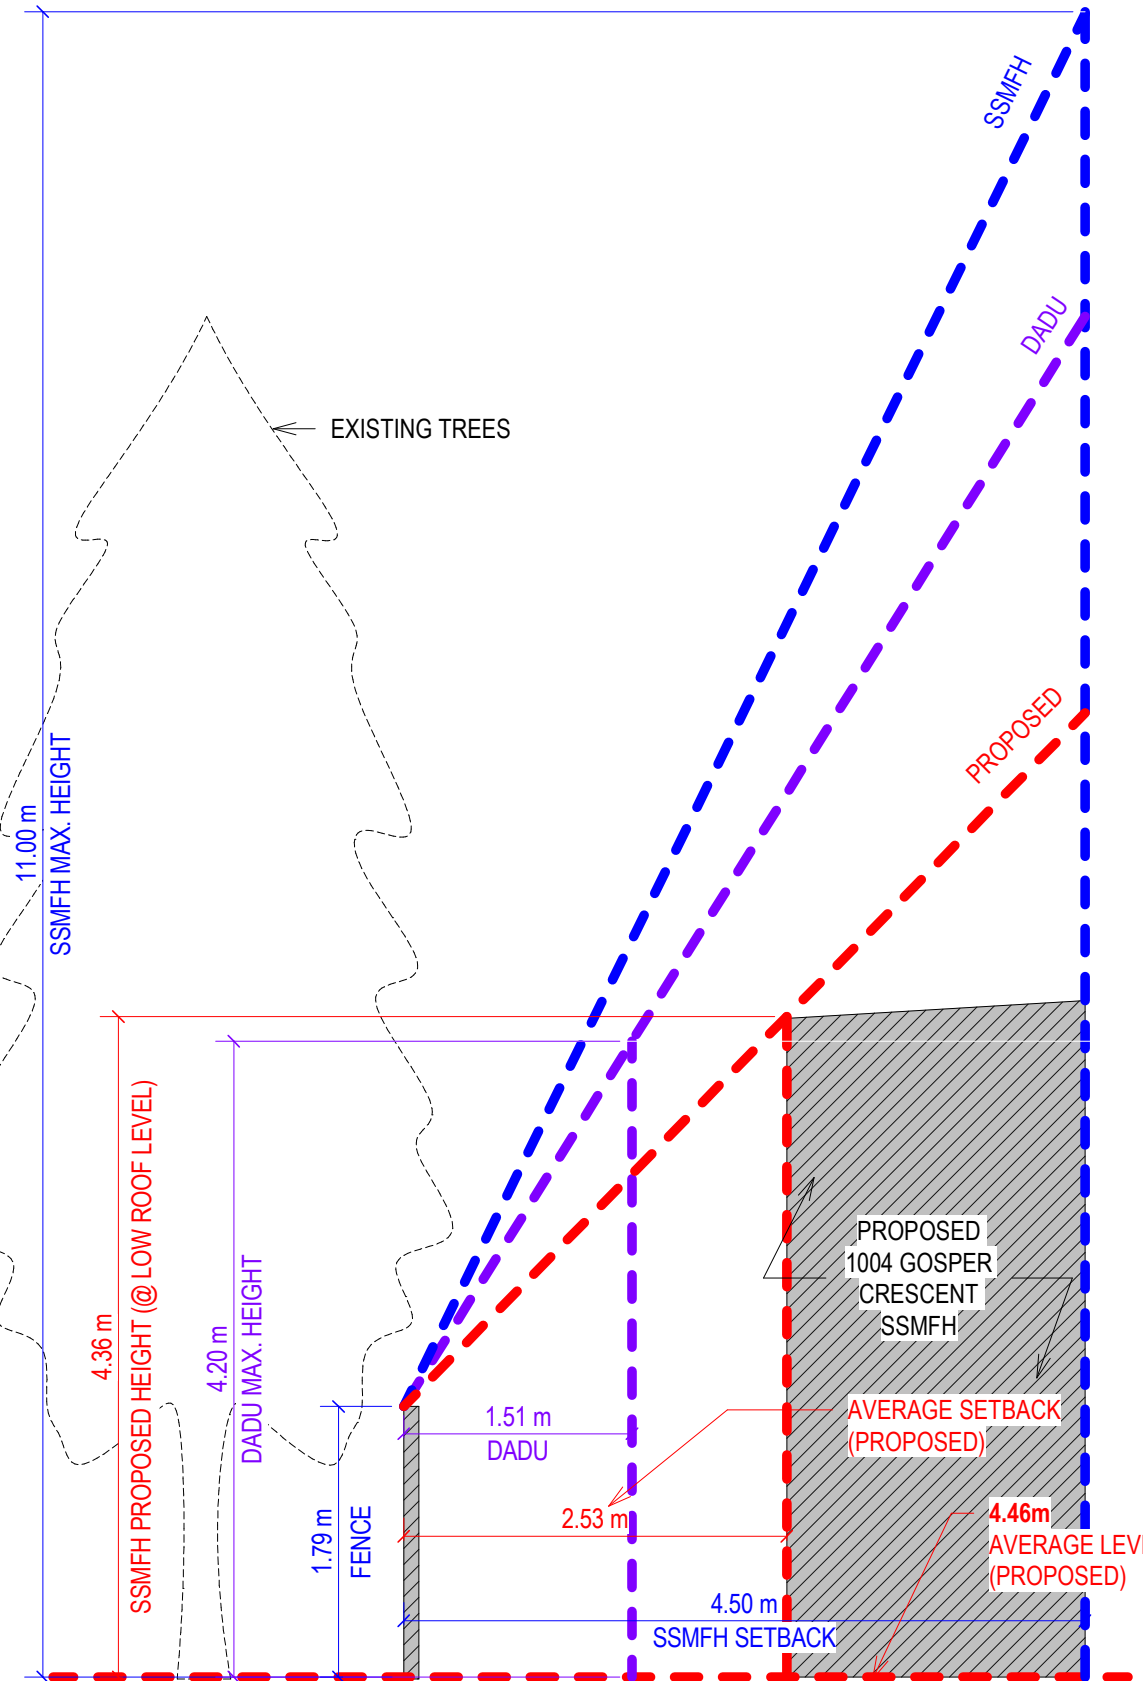 SSMFH
DADU
EXISTING TREES
PROPOSED
11.00 m
SSMFH MAX. HEIGHT
4.36 m
SSMFH PROPOSED HEIGHT (@ LOW ROOF LEVEL)
4.20 m
DADU MAX. HEIGHT
PROPOSED
1004 GOSPER
CRESCENT
SSMFH
1.79 m
FENCE
1.51 m
DADU
AVERAGE SETBACK
(PROPOSED)
2.53 m
4.46m
AVERAGE LEV
(PROPOSED)
4.50 m
SSMFH SETBACK